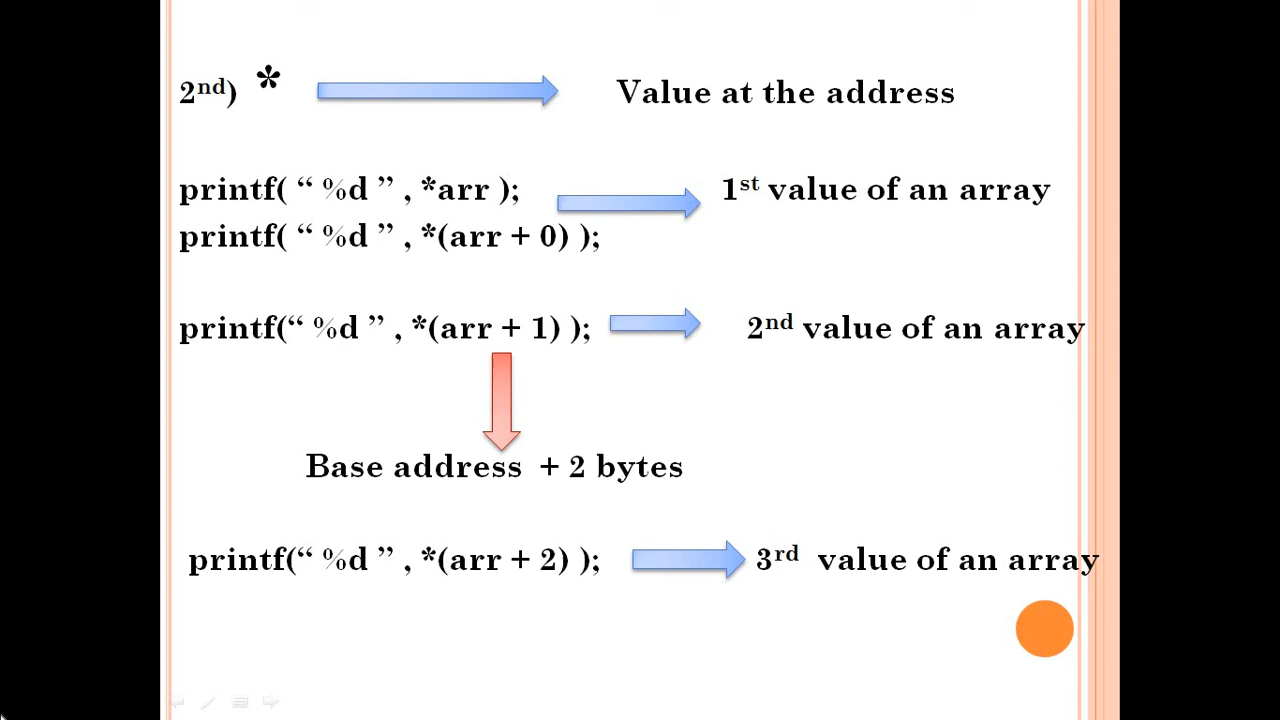 2nd) * Value at the address
printf( “ %d ” , *arr ); 1st value of an array
printf( “ %d ” , *(arr + 0) );
printf(“ %d ” , *(arr + 1) ); 2nd value of an array
Base address + 2 bytes
printf(“ %d ” , *(arr + 2) ); 3rd value of an array